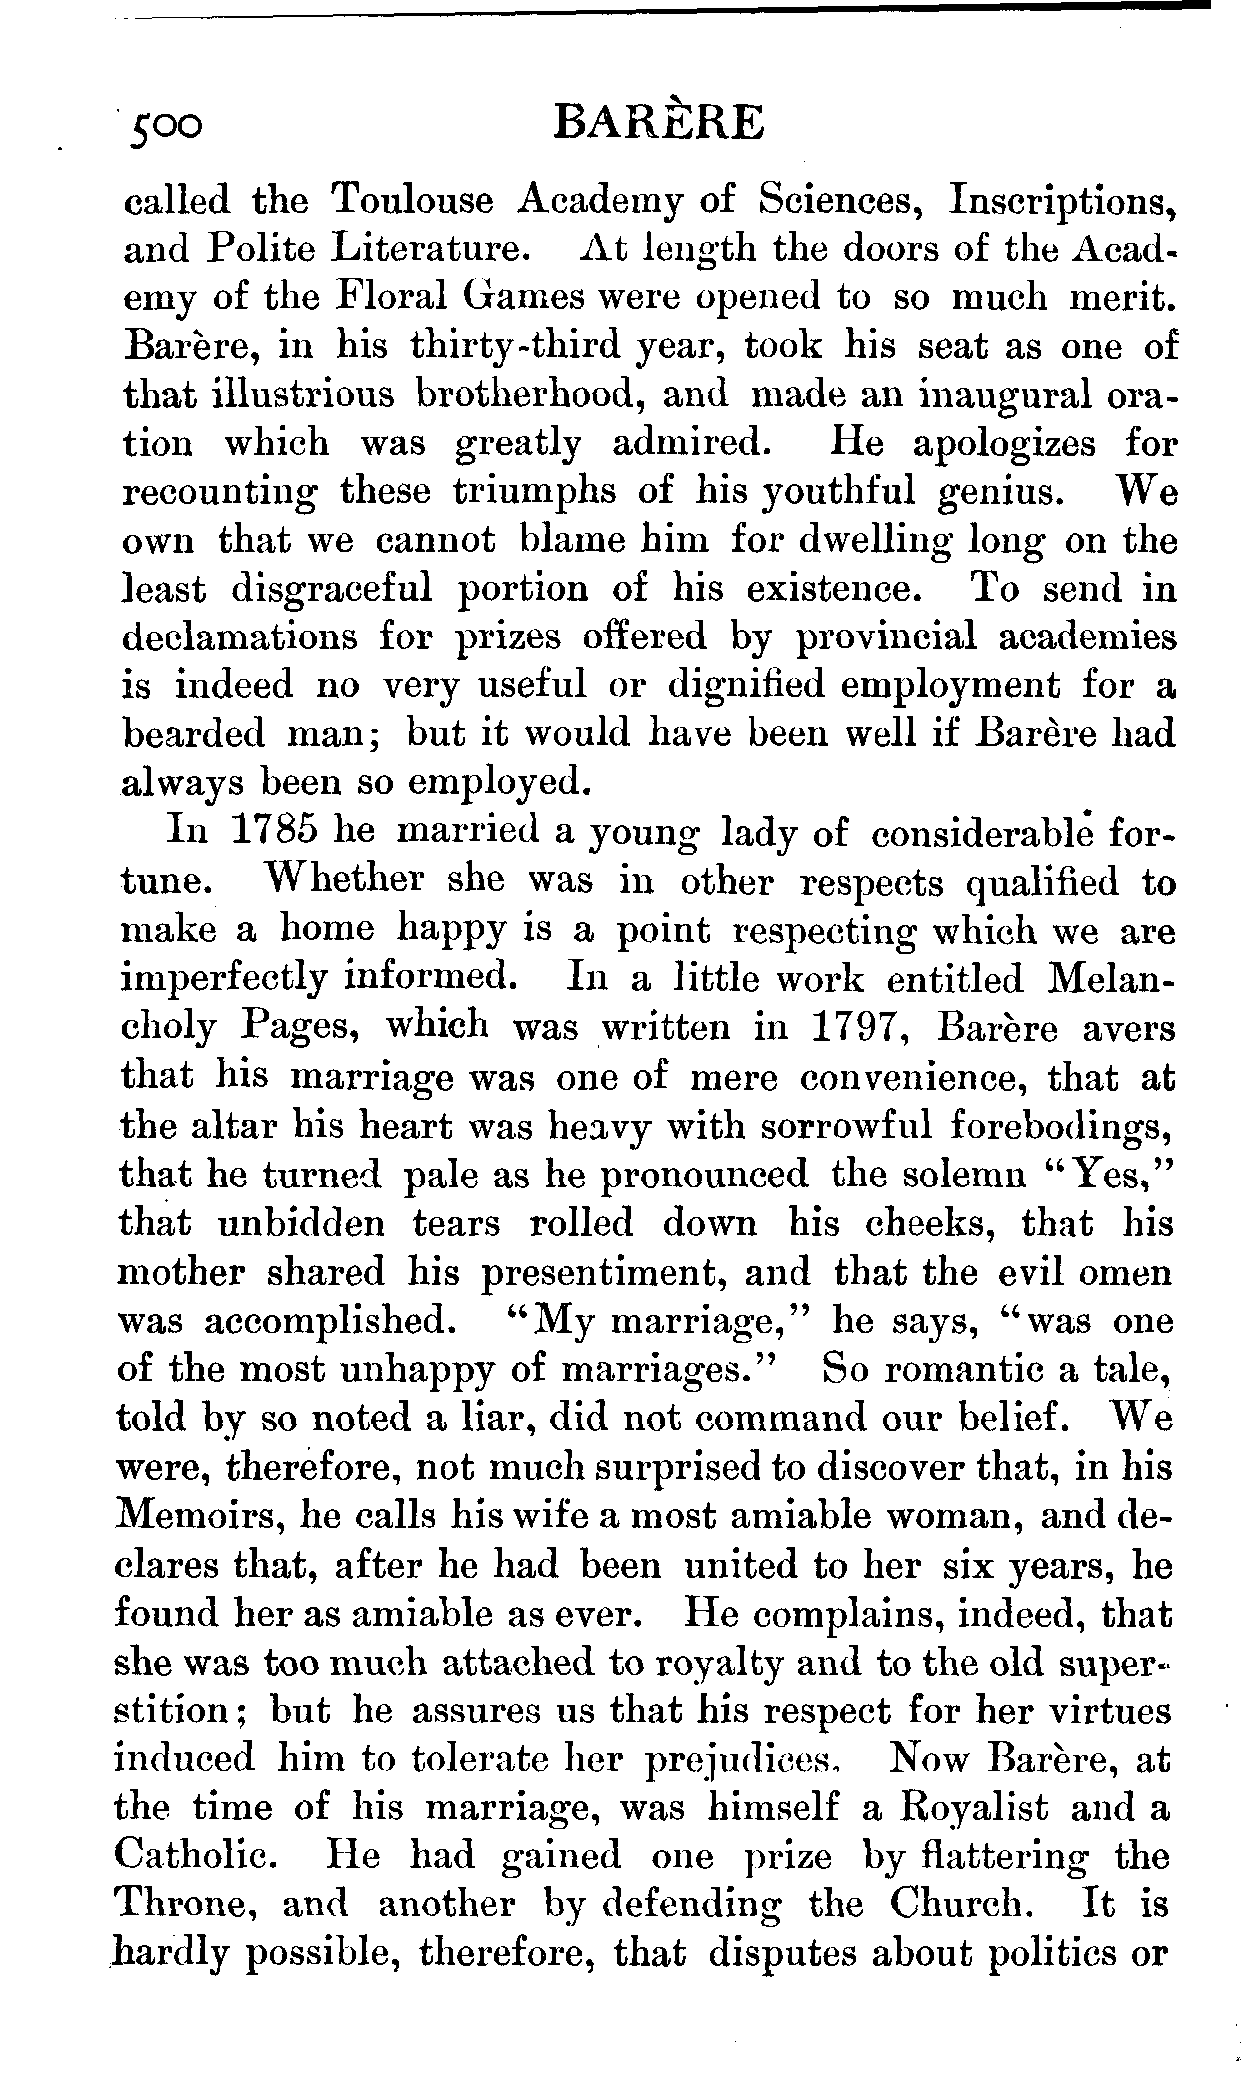 500 BARÈRE
called the Toulouse Academy of Sciences, Inscriptions,
and Polite Literature. At length the doors of the Acad-
emy of the Floral Games were opened to so much merit.
Barère, in his thirty-third year, took his seat as one of
that illustrious brotherhood, and made an inaugural ora-
tion which was greatly admired. He apologizes for
recounting these triumphs of his youthful genius. We
own that we cannot blame him for dwelling long on the
least disgraceful portion of his existence. To send in
declamations for prizes offered by provincial academies
is indeed no very useful or dignified employment for a
bearded man; but it would have been well if Barère had
always been so employed.
In 1785 he married a young lady of considerable for-
tune. Whether she was in other respects qualified to
make a home happy is a point respecting which we are
imperfectly informed. In a little work entitled Melan-
choly Pages, which was written in 1797, Barère avers
that his marriage was one of mere convenience, that at
the altar his heart was heavy with sorrowful forebodings,
that he turned pale as he pronounced the solemn "Yes,"
that unbidden tears rolled down his cheeks, that his
mother shared his presentiment, and that the evil omen
was accomplished. "My marriage," he says, "was one
of the most unhappy of marriages." So romantic a tale,
told by so noted a liar, did not command our belief. We
were, therefore, not much surprised to discover that, in his
Memoirs, he calls his wife a most amiable woman, and de-
clares that, after he had been united to her six years, he
found her as amiable as ever. He complains, indeed, that
she was too much attached to royalty and to the old super-
stition; but he assures us that his respect for her virtues
induced him to tolerate her prejudices. Now Barère, at
the time of his marriage, was himself a Royalist and a
Catholic. He had gained one prize by flattering the
Throne, and another by defending the Church. It is
hardly possible, therefore, that disputes about politics or